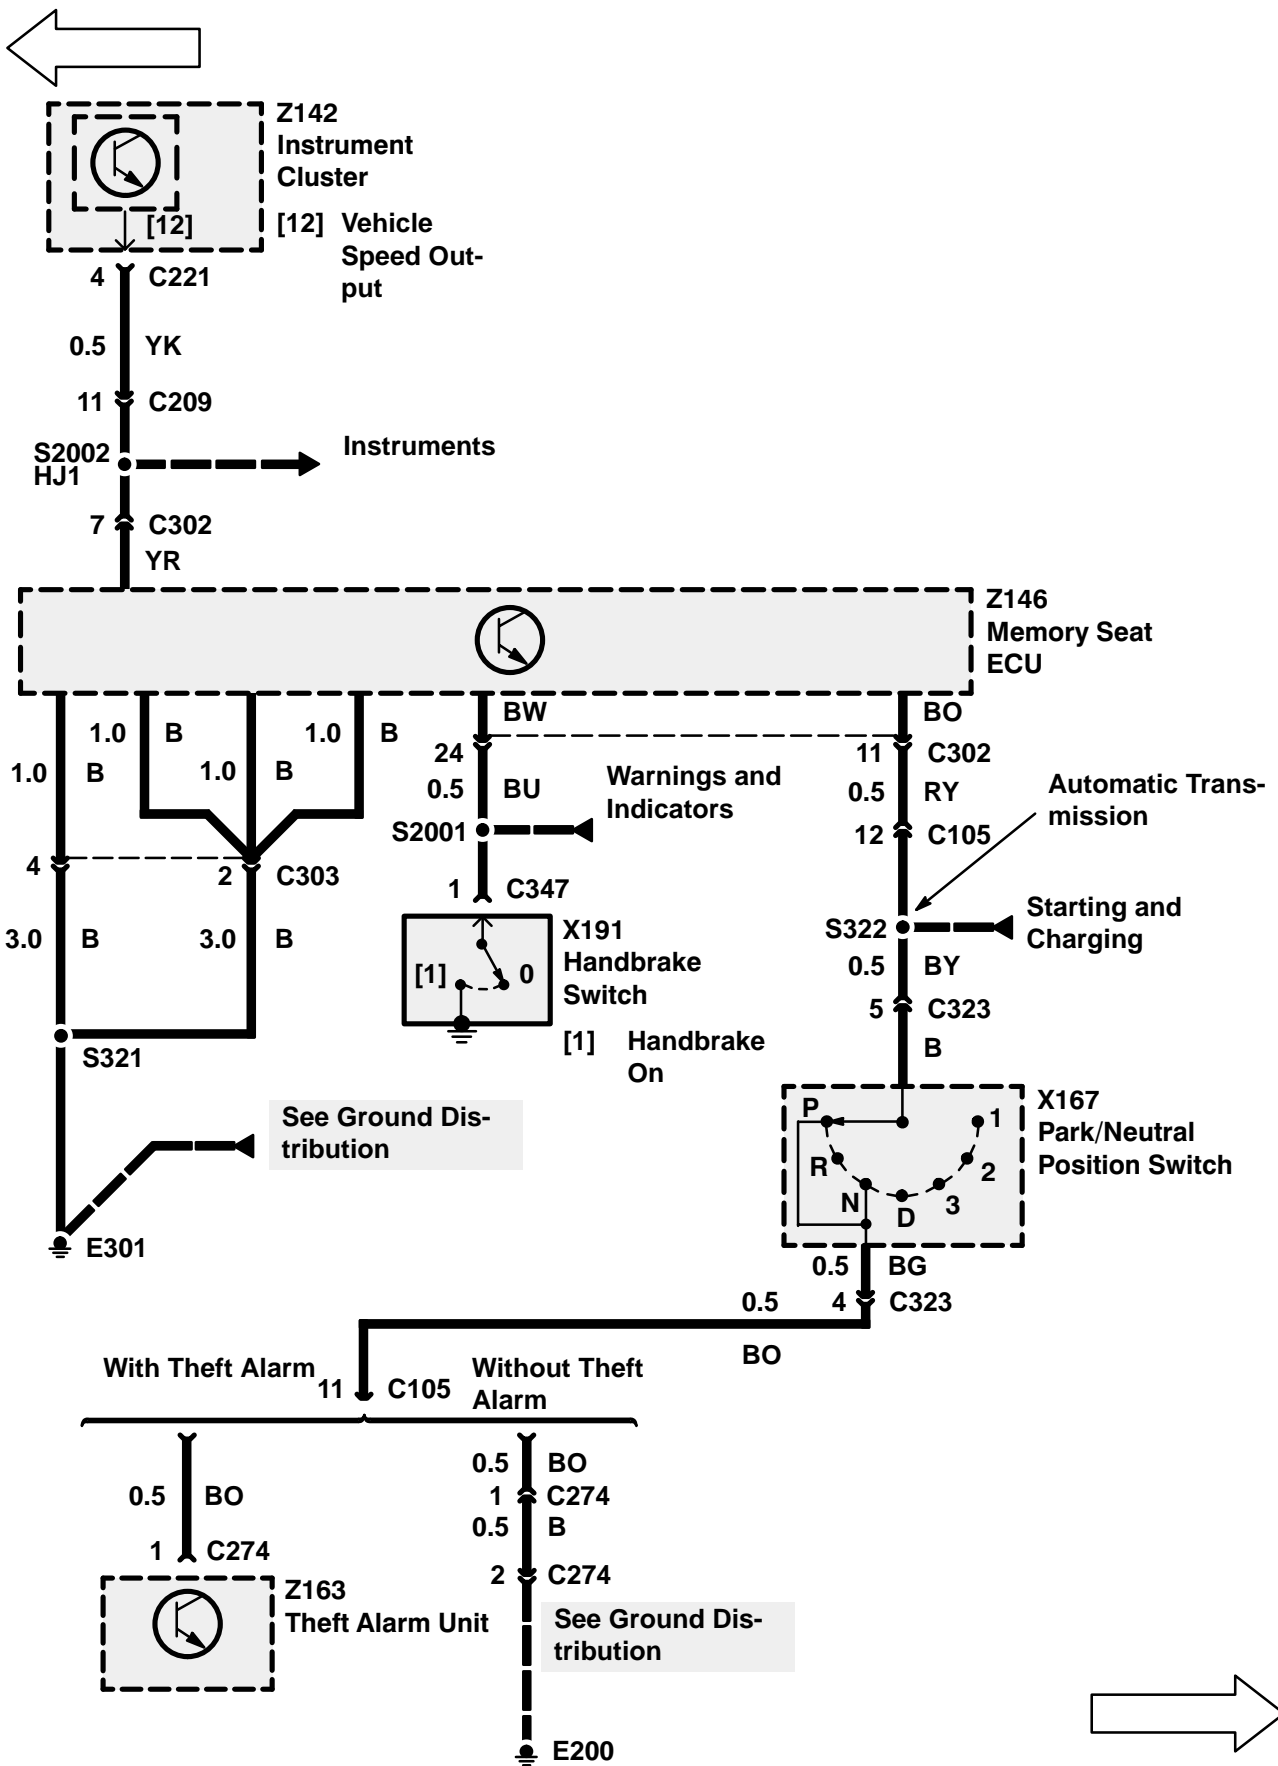 Z142
Instrument
Cluster
[12]
[12] Vehicle
Speed Out-
put
4 C221
0.5 YK
11 C209
S2002
HJ1
Instruments
7 C302
YR
Z146
Memory Seat
ECU
1.0 B
1.0 B
1.0 B
1.0 B
BW
BO
24
11 C302
0.5 BU
Warnings and
Indicators
0.5 RY
Automatic Trans-
mission
S2001
12 C105
4
2 C303
1 C347
3.0 B
3.0 B
X191
Handbrake
Switch
[1] 0
[1] Handbrake
On
S322
Starting and
Charging
0.5 BY
5 C323
B
S321
See Ground Dis-
tribution
E301
X167
Park/Neutral
Position Switch
P
R
N
D
3
2
1
0.5 BG
4 C323
0.5
BO
With Theft Alarm
11 C105
Without Theft
Alarm
0.5 BO
1 C274
Z163
Theft Alarm Unit
0.5 BO
1 C274
0.5 B
2 C274
See Ground Dis-
tribution
E200